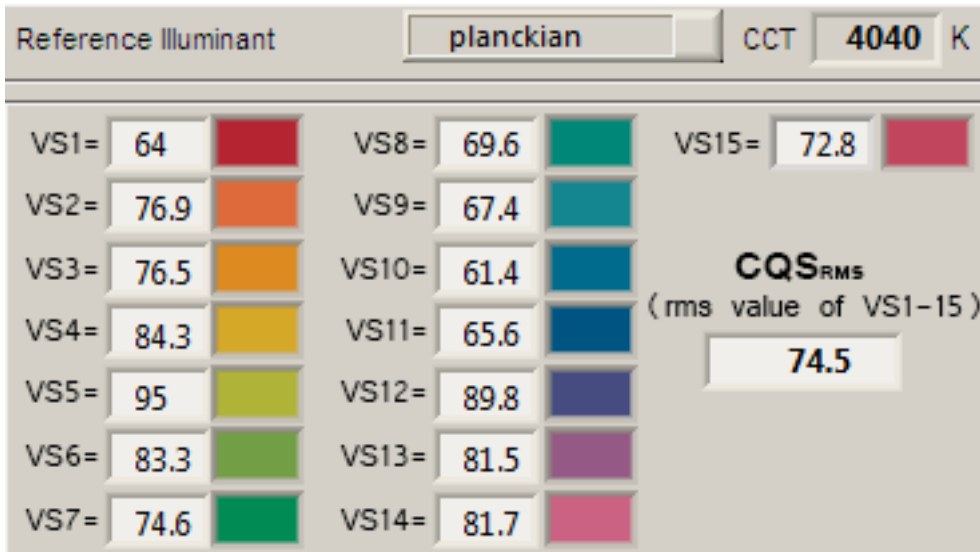 Reference Illuminant planckian CCT 4040 K
VS1= 64
VS2= 76.9
VS3= 76.5
VS4= 84.3
VS5= 95
VS6= 83.3
VS7= 74.6
VS8= 69.6
VS9= 67.4
VS10= 61.4
VS11= 65.6
VS12= 89.8
VS13= 81.5
VS14= 81.7
VS15= 72.8
CQSRMS
(rms value of VS1-15)
74.5